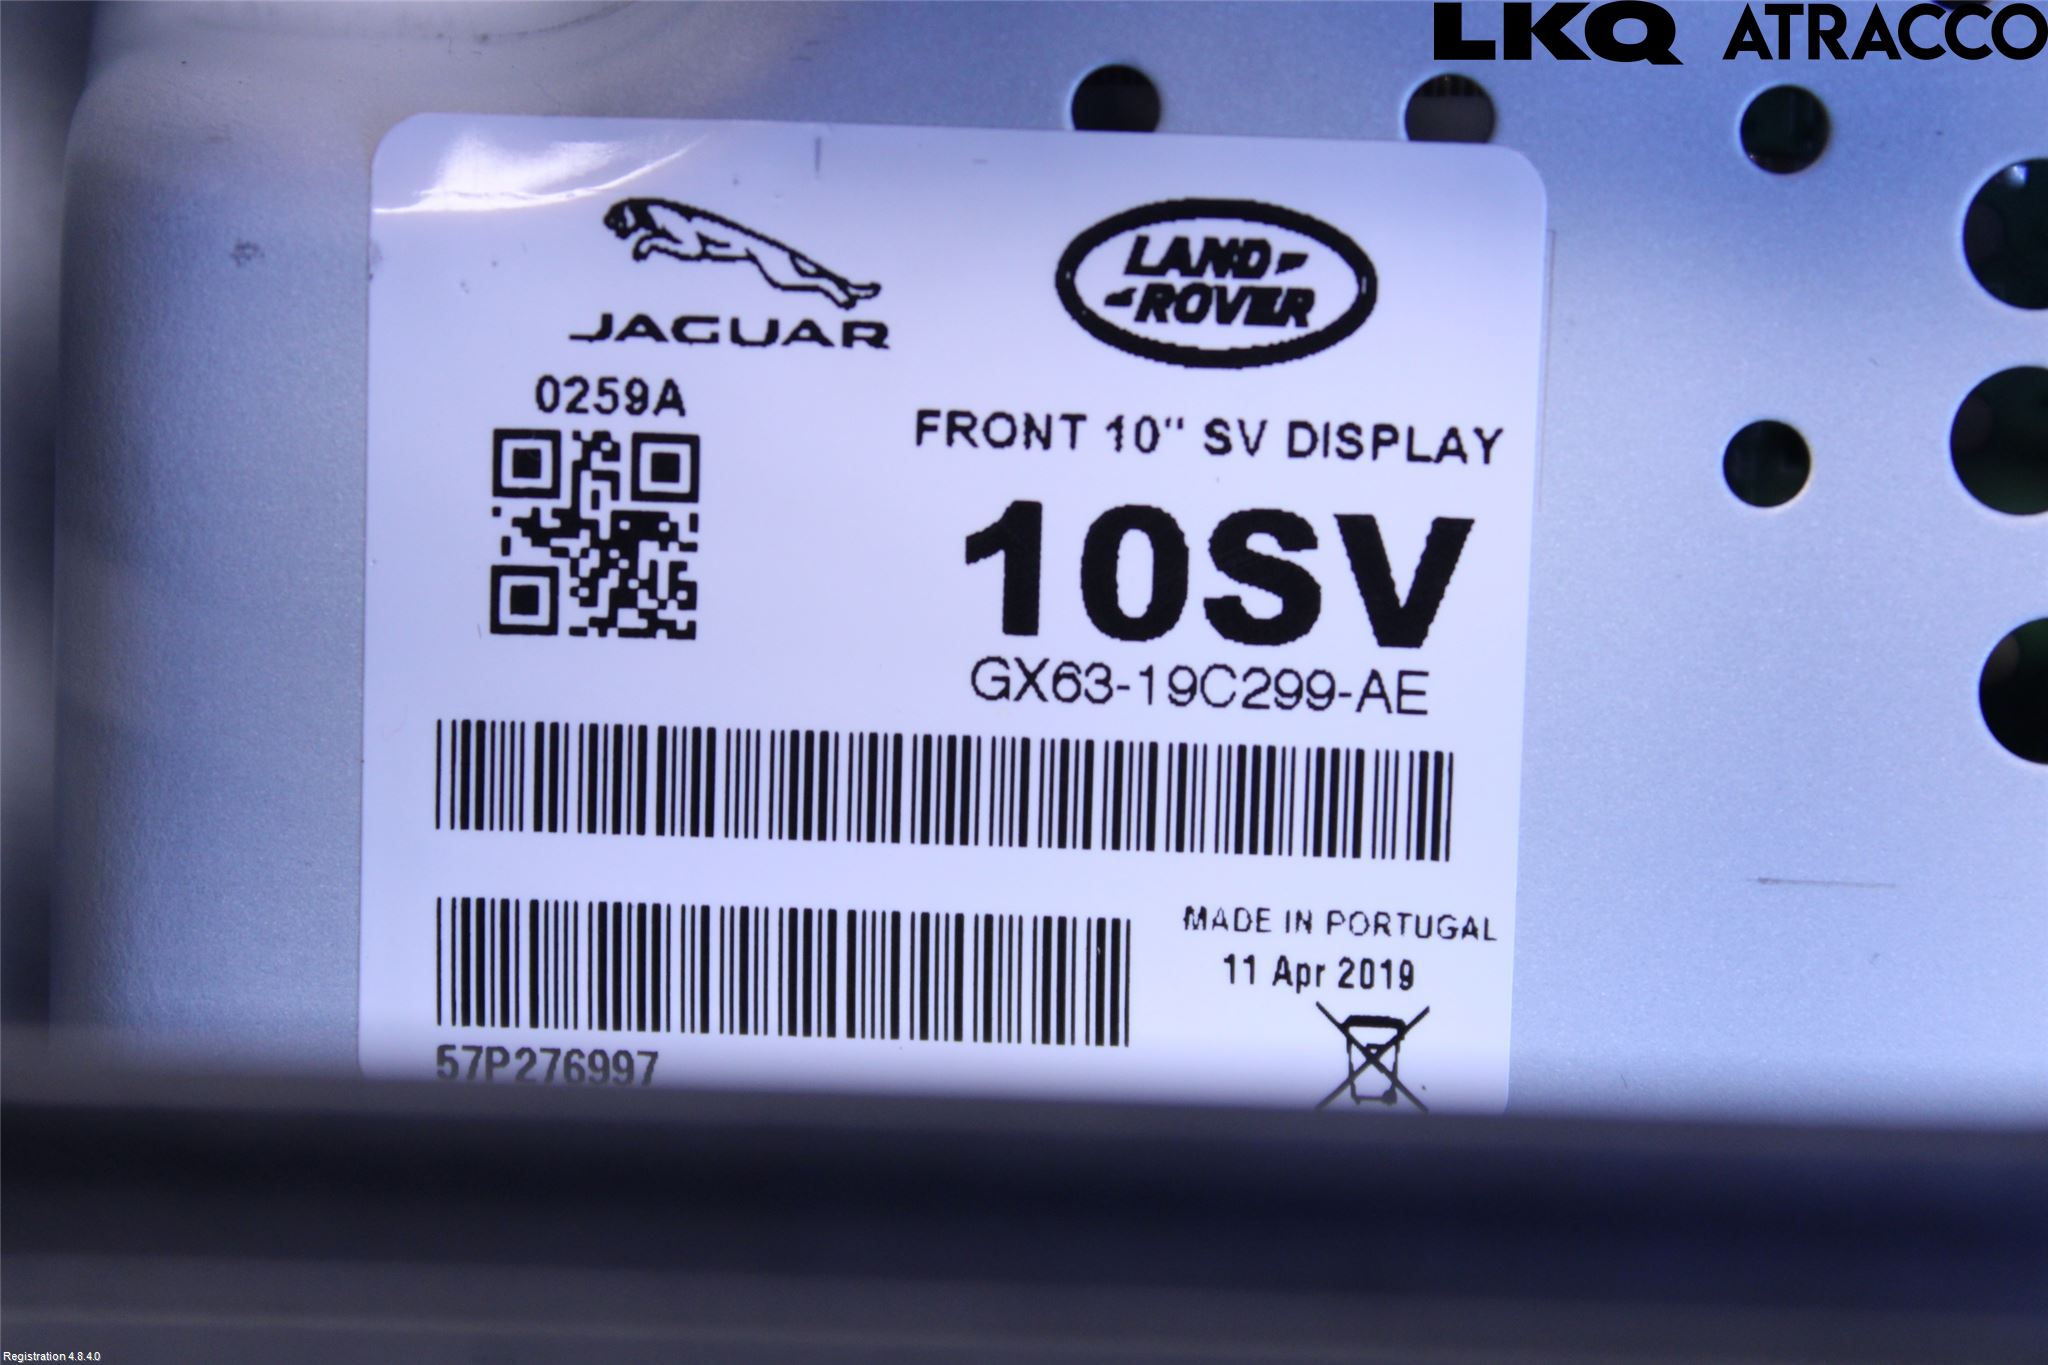 LKQ ATRACCO
JAGUAR
LAND
ROVER
0259A
FRONT 10" SV DISPLAY
10SV
GX63-19C299-AE
MADE IN PORTUGAL
11 Apr 2019
57P276997
Registration 4.8.4.0